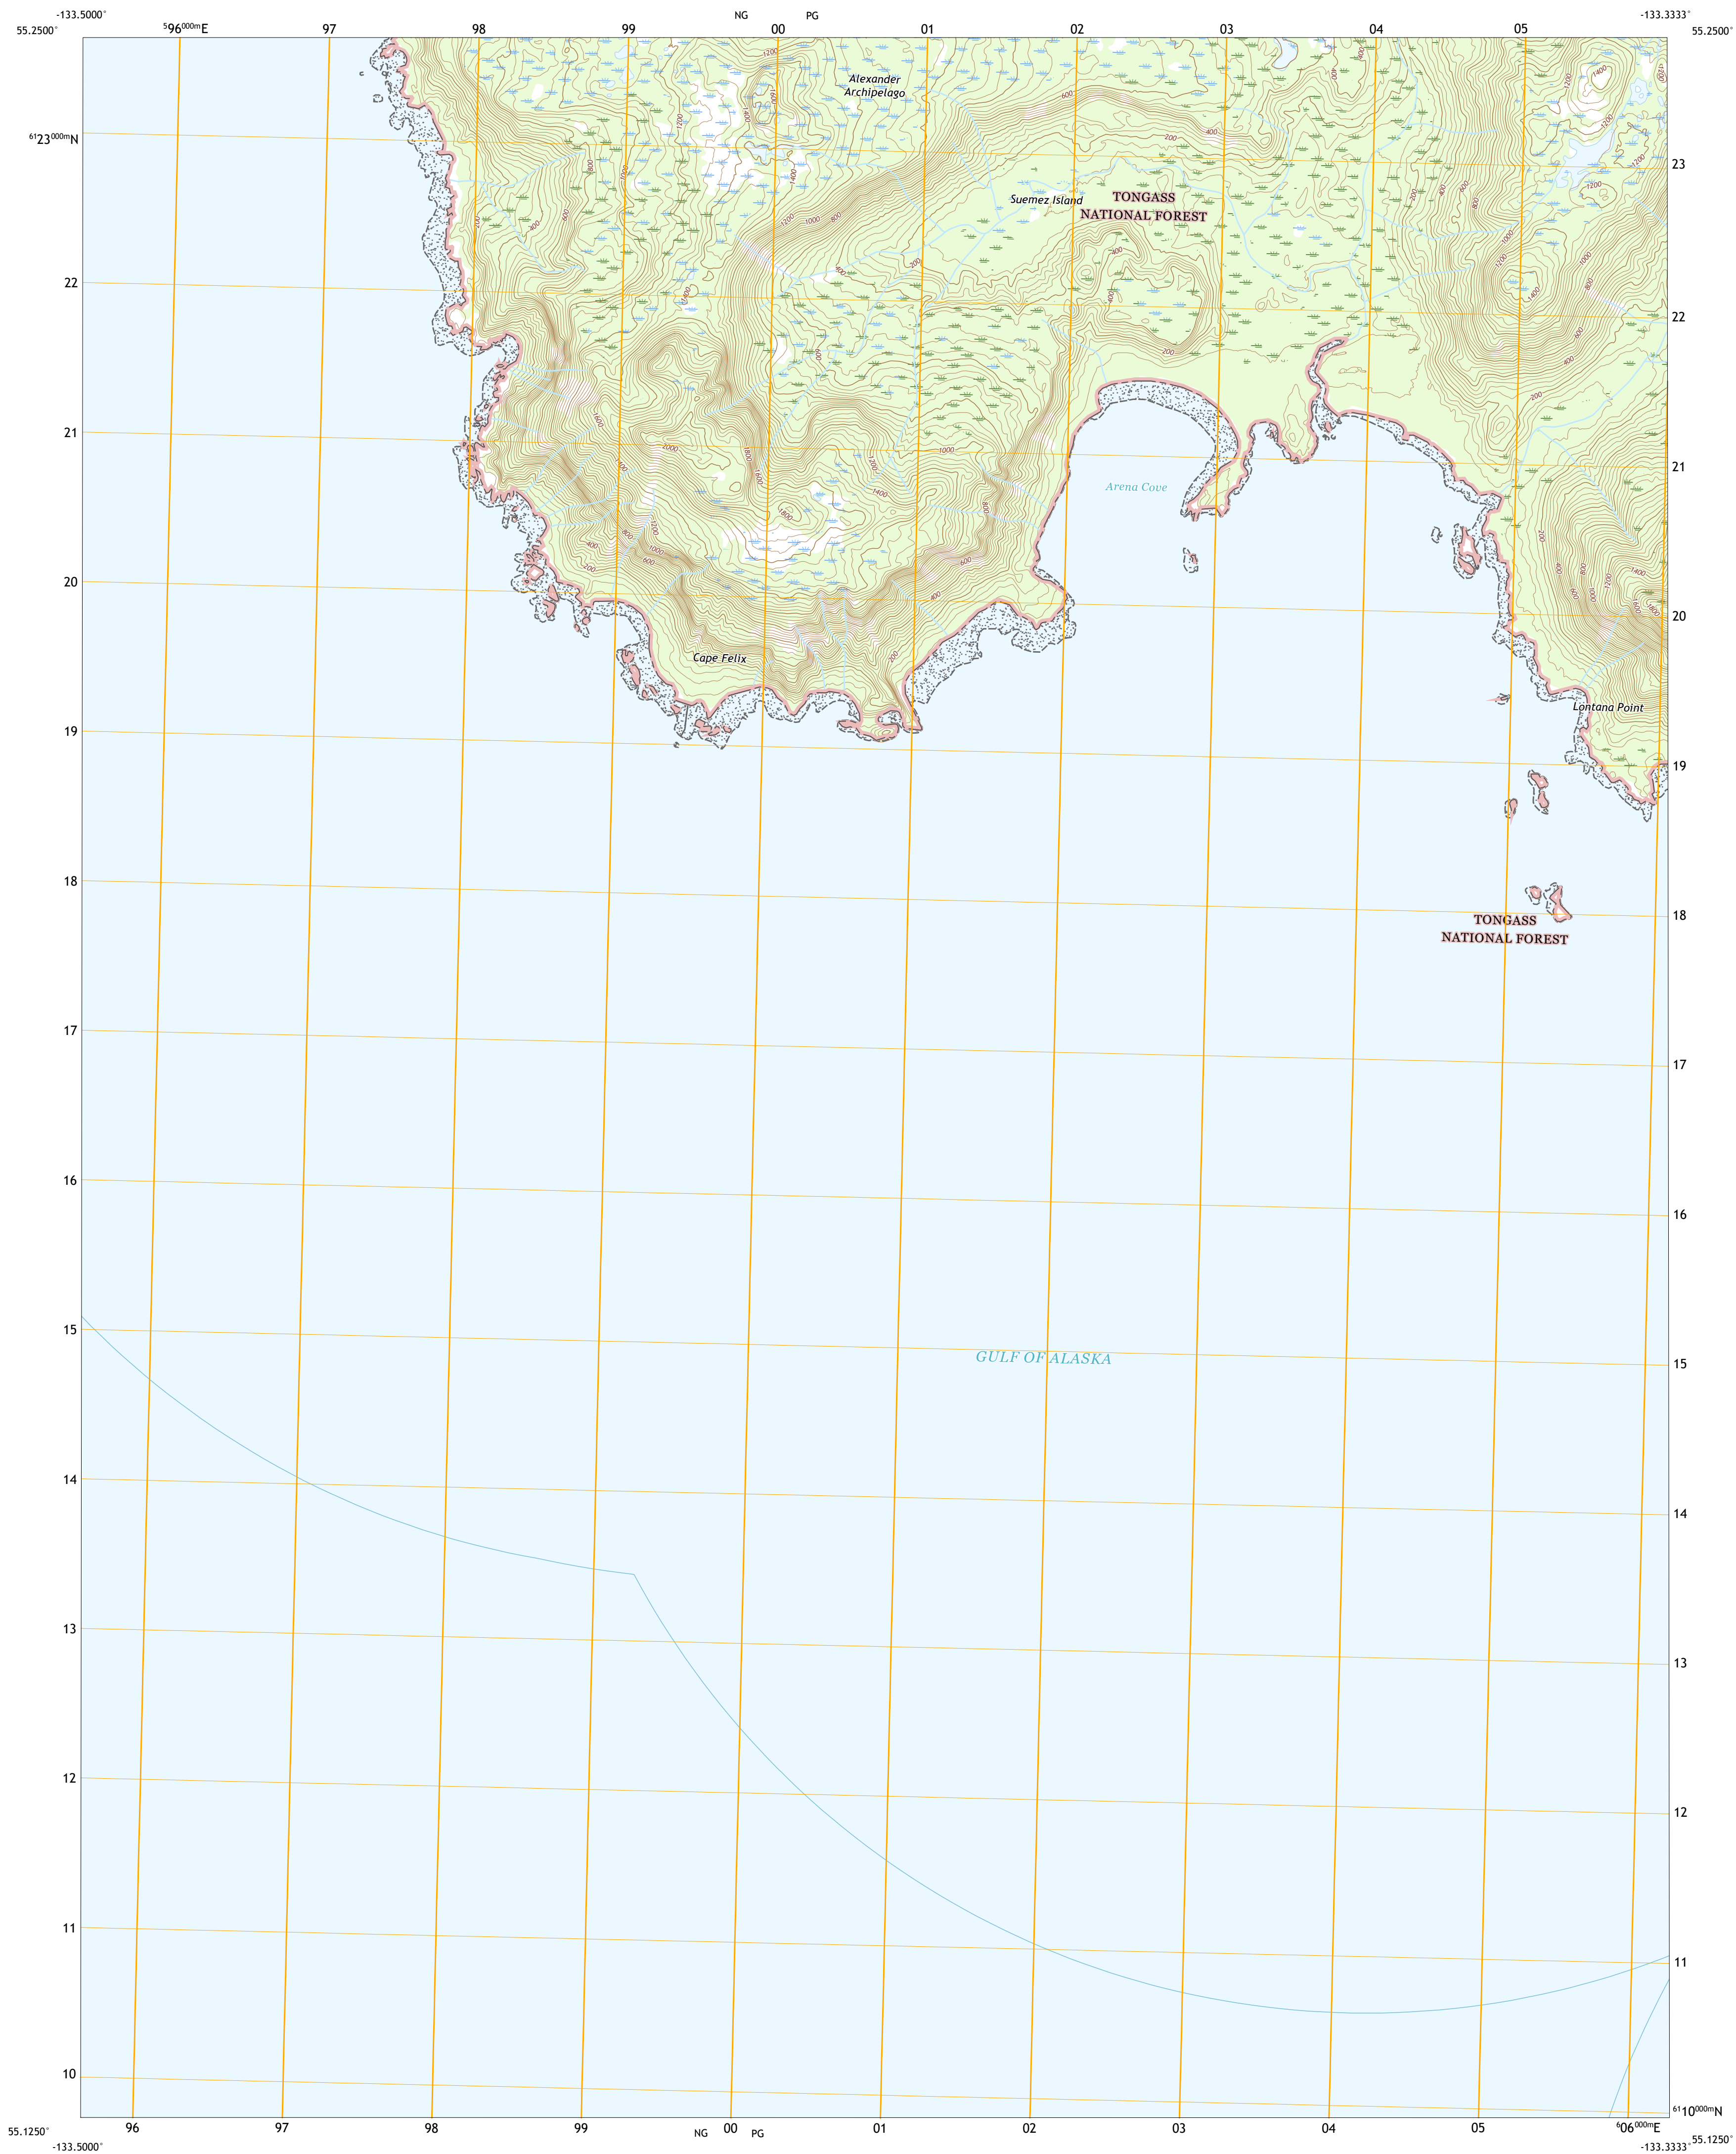 -133.5000°
NG PG
-133.3333°
55.2500°
⁵96⁰⁰⁰ᵐE 97 98 99 00 01 02 03 04 05
55.2500°
Alexander
Archipelago
⁶¹23⁰⁰⁰ᵐN
23
Suemez Island
TONGASS
NATIONAL FOREST
22
22
21
21
Arena Cove
20
20
Cape Felix
Lontana Point
19
19
18
18
TONGASS
NATIONAL FOREST
17
17
16
16
15
15
GULF OF ALASKA
14
14
13
13
12
12
11
11
10
⁶¹10⁰⁰⁰ᵐN
96 97 98 99 00 01 02 03 04 05 ⁶06⁰⁰⁰ᵐE
55.1250°
55.1250°
NG PG
-133.5000°
-133.3333°